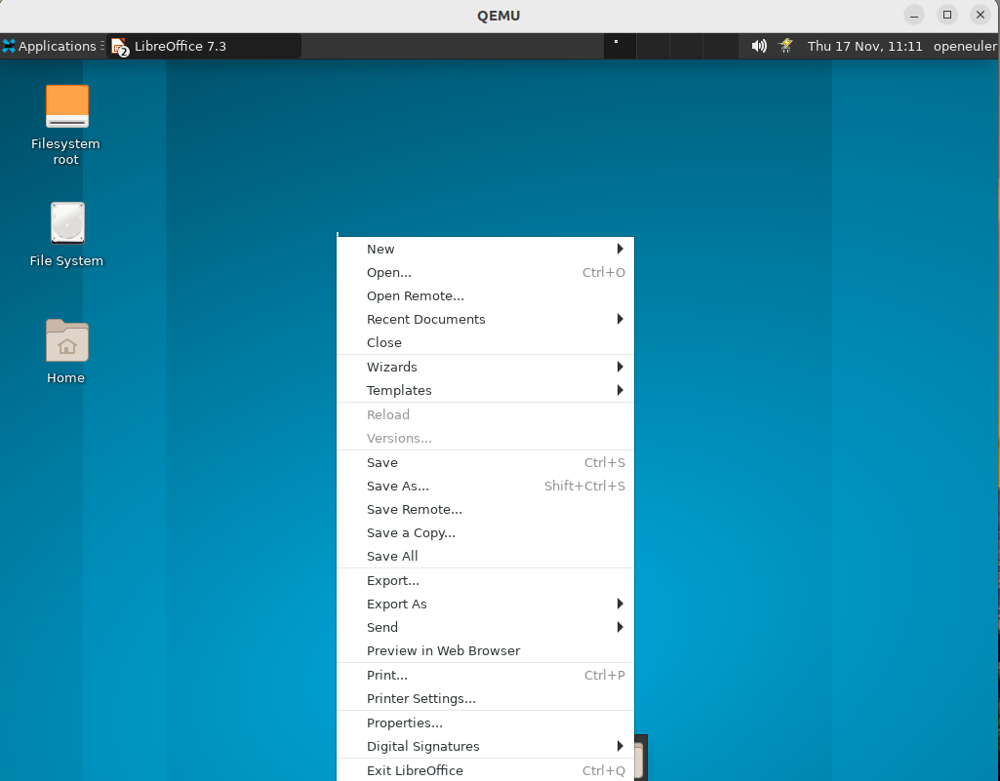 QEMU
Applications
2
LibreOffice 7.3
Thu 17 Nov, 11:11
openeuler
Filesystem
root
File System
Home
New
Open... Ctrl+O
Open Remote...
Recent Documents
Close
Wizards
Templates
Reload
Versions...
Save Ctrl+S
Save As... Shift+Ctrl+S
Save Remote...
Save a Copy...
Save All
Export...
Export As
Send
Preview in Web Browser
Print... Ctrl+P
Printer Settings...
Properties...
Digital Signatures
Exit LibreOffice Ctrl+Q